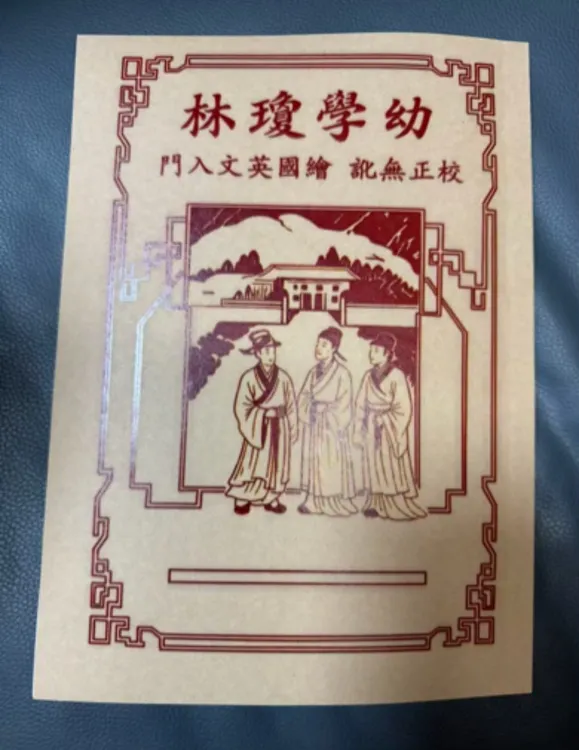 幼學瓊林
校正無訛 繪國英文入門